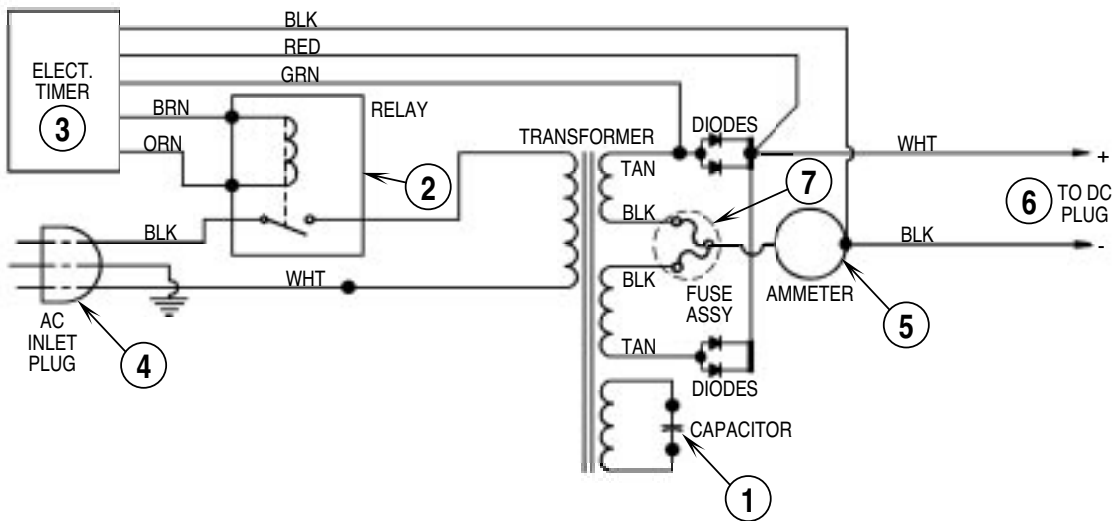 BLK
RED
GRN
ELECT.
TIMER
3
BRN
ORN
RELAY
2
TRANSFORMER
DIODES
TAN
WHT
+
7
6
TO DC
PLUG
BLK
BLK
BLK
-
WHT
BLK
FUSE
ASSY
AMMETER
5
AC
INLET
PLUG
4
TAN
DIODES
CAPACITOR
1